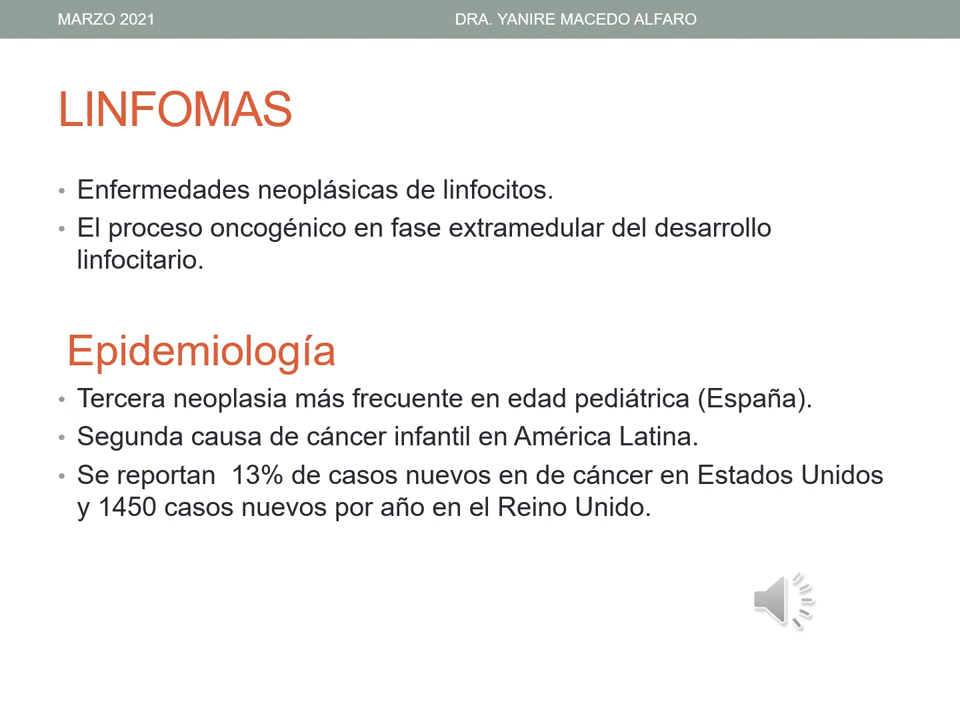 MARZO 2021 DRA. YANIRE MACEDO ALFARO
LINFOMAS
• Enfermedades neoplásicas de linfocitos.
• El proceso oncogénico en fase extramedular del desarrollo
linfocitario.
Epidemiología
• Tercera neoplasia más frecuente en edad pediátrica (España).
• Segunda causa de cáncer infantil en América Latina.
• Se reportan  13% de casos nuevos en de cáncer en Estados Unidos
y 1450 casos nuevos por año en el Reino Unido.